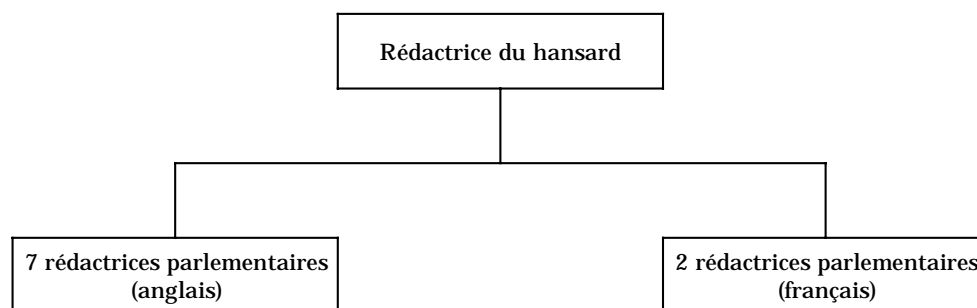 Rédactrice du hansard
7 rédactrices parlementaires
(anglais)
2 rédactrices parlementaires
(français)